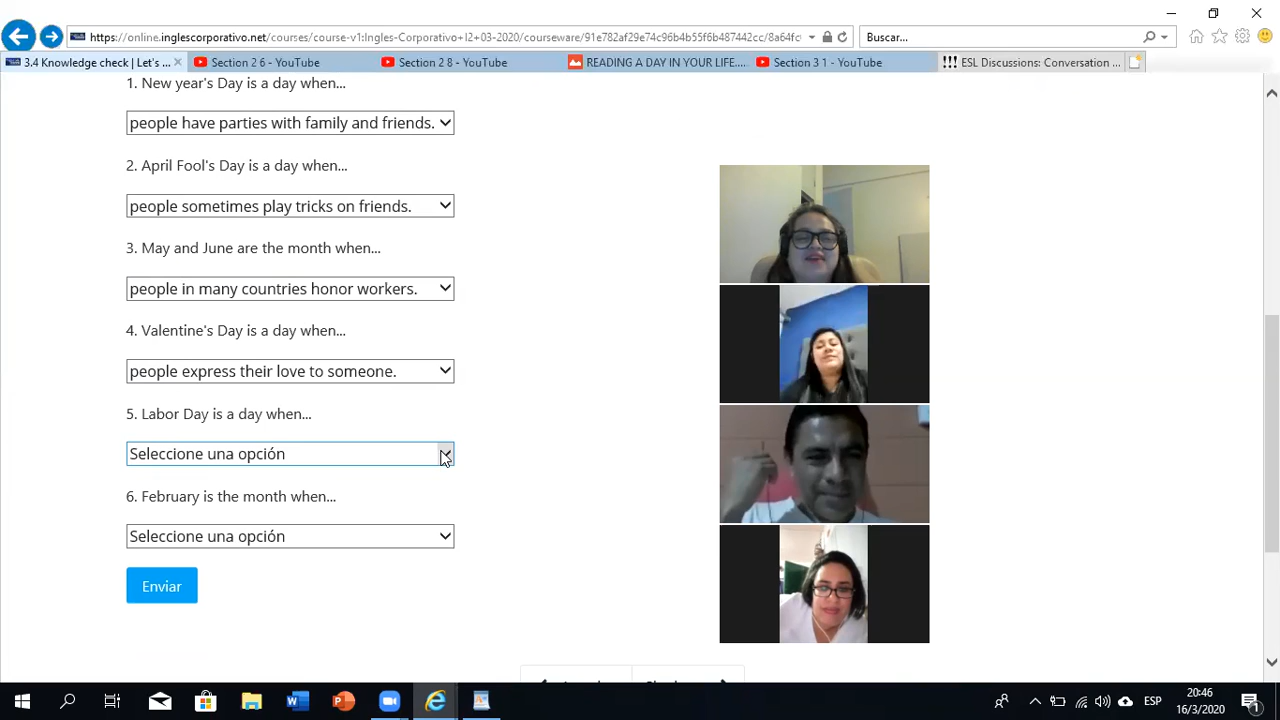 https://online.inglescorporativo.net/courses/course-v1:Ingles-Corporativo+I2+03-2020/courseware/91e782af29e74c96b4b55f6b487442cc/8a64f
Buscar...
3.4 Knowledge check | Let's ...
Section 2 6 - YouTube
Section 2 8 - YouTube
READING A DAY IN YOUR LIFE....
Section 3 1 - YouTube
!!! ESL Discussions: Conversation ...
1. New year's Day is a day when...
people have parties with family and friends.
2. April Fool's Day is a day when...
people sometimes play tricks on friends.
3. May and June are the month when...
people in many countries honor workers.
4. Valentine's Day is a day when...
people express their love to someone.
5. Labor Day is a day when...
Seleccione una opción
6. February is the month when...
Seleccione una opción
Enviar
ESP
20:46
16/3/2020